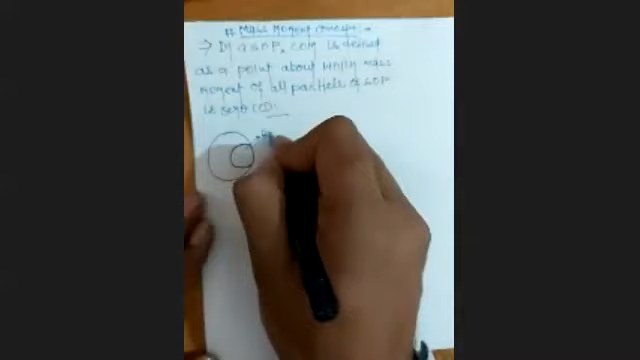 # Mass Moment Concept :-
→ In a S.O.P, COM is defined
as a point about which mass
Moment of all particle of SOP
is zero (0).